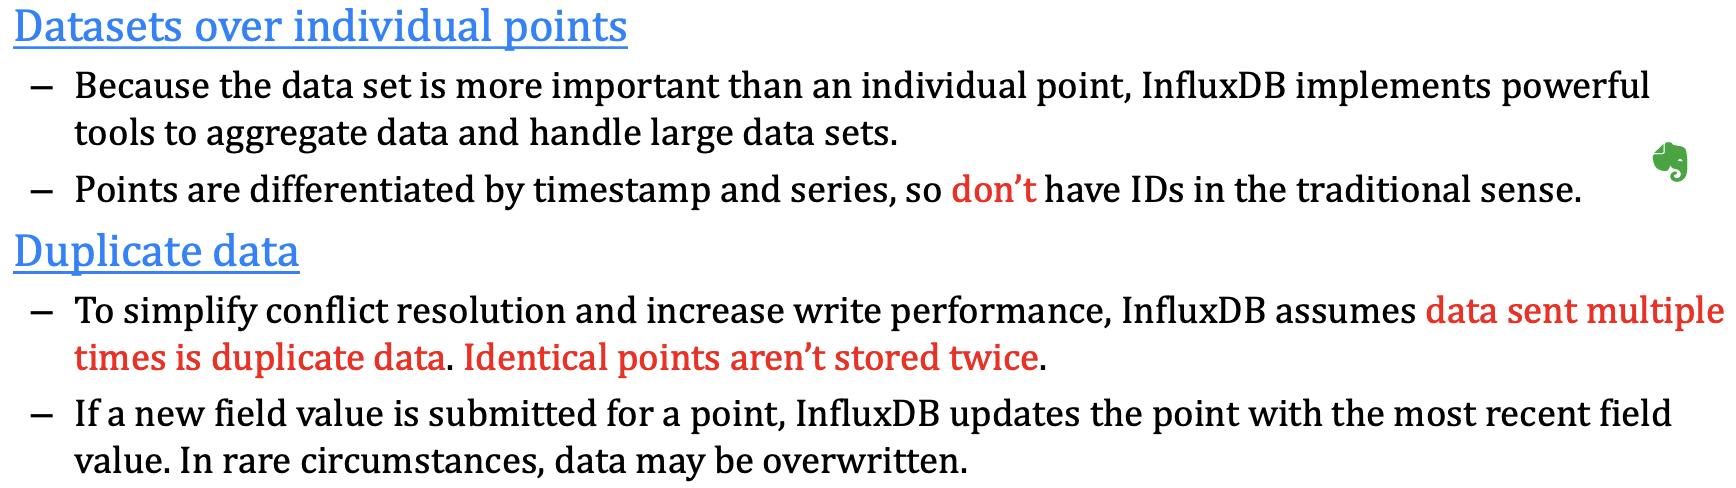 Datasets over individual points
– Because the data set is more important than an individual point, InfluxDB implements powerful
tools to aggregate data and handle large data sets.
– Points are differentiated by timestamp and series, so don’t have IDs in the traditional sense.
Duplicate data
– To simplify conflict resolution and increase write performance, InfluxDB assumes data sent multiple
times is duplicate data. Identical points aren’t stored twice.
– If a new field value is submitted for a point, InfluxDB updates the point with the most recent field
value. In rare circumstances, data may be overwritten.